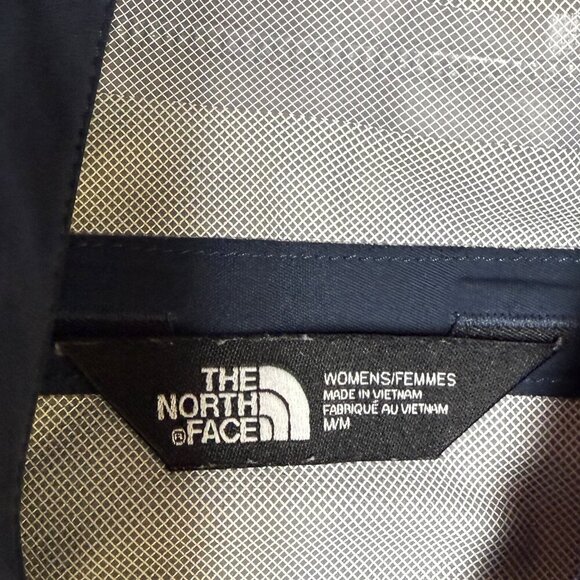 THE
NORTH
®FACE
WOMENS/FEMMES
MADE IN VIETNAM
FABRIQUÉ AU VIETNAM
M/M